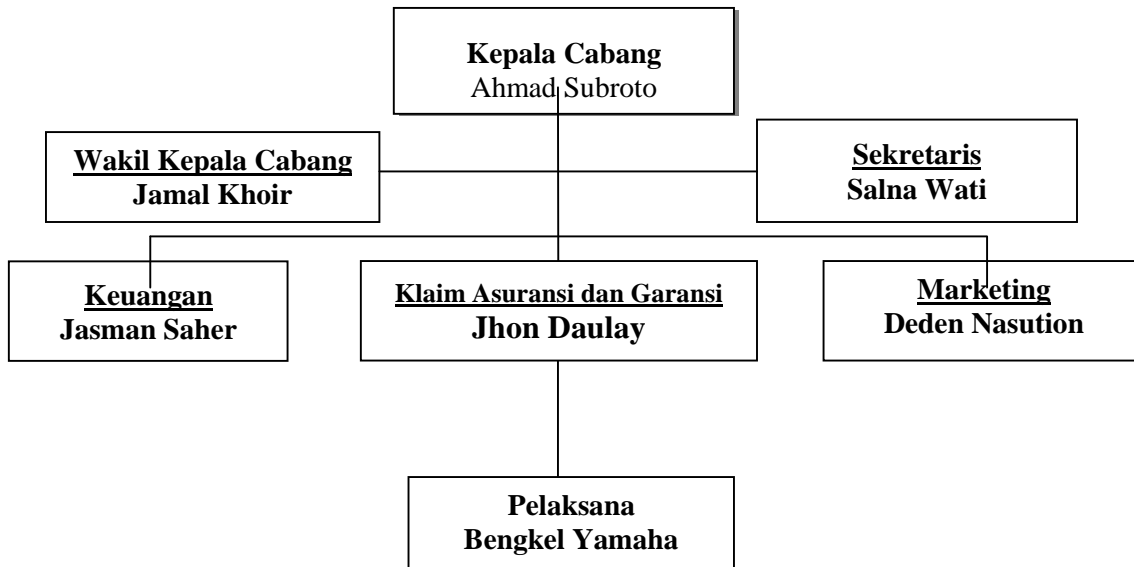 Kepala Cabang
Ahmad Subroto
Wakil Kepala Cabang
Jamal Khoir
Sekretaris
Salna Wati
Keuangan
Jasman Saher
Klaim Asuransi dan Garansi
Jhon Daulay
Marketing
Deden Nasution
Pelaksana
Bengkel Yamaha